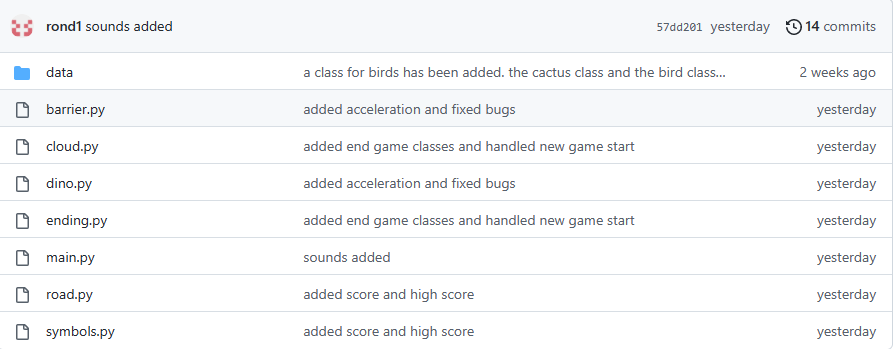 rond1 sounds added 57dd201 yesterday 14 commits
data a class for birds has been added. the cactus class and the bird class... 2 weeks ago
barrier.py added acceleration and fixed bugs yesterday
cloud.py added end game classes and handled new game start yesterday
dino.py added acceleration and fixed bugs yesterday
ending.py added end game classes and handled new game start yesterday
main.py sounds added yesterday
road.py added score and high score yesterday
symbols.py added score and high score yesterday